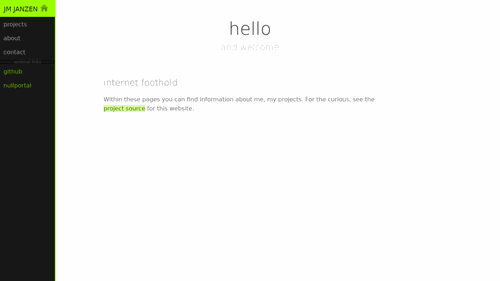 JM JANZEN
projects
about
contact
github
nullportal
hello
and welcome
internet foothold
Within these pages you can find information about me, my projects. For the curious, see the
project source for this website.